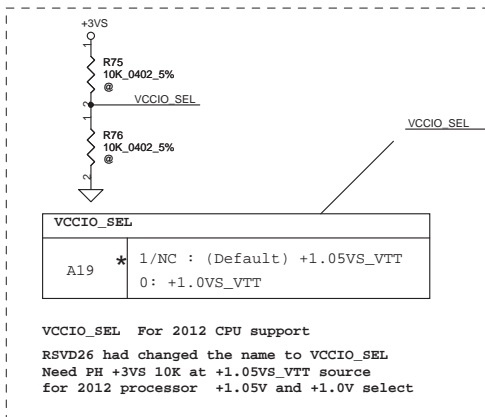 +3VS
1
R75
10K_0402_5%
@
2
VCCIO_SEL
1
R76
10K_0402_5%
@
2
VCCIO_SEL
VCCIO_SEL
A19
* 1/NC : (Default) +1.05VS_VTT
0: +1.0VS_VTT
VCCIO_SEL For 2012 CPU support
RSVD26 had changed the name to VCCIO_SEL
Need PH +3VS 10K at +1.05VS_VTT source
for 2012 processor +1.05V and +1.0V select